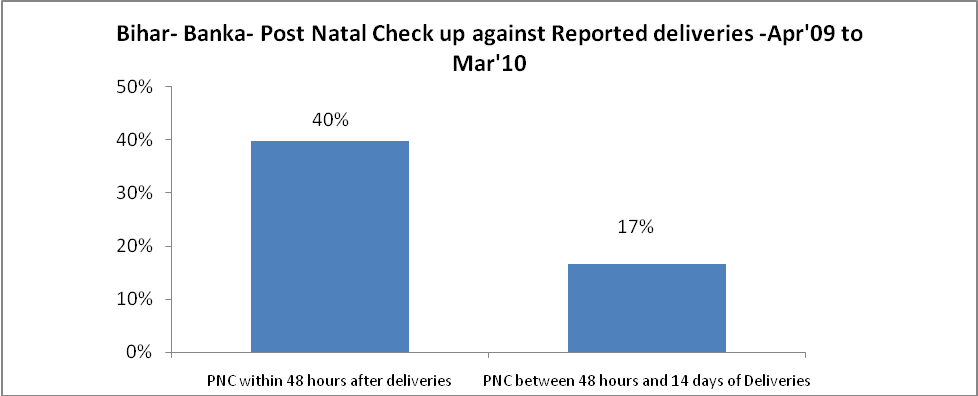 Bihar- Banka- Post Natal Check up against Reported deliveries -Apr'09 to
Mar'10
50%
40%
30%
20%
10%
0%
40%
17%
PNC within 48 hours after deliveries
PNC between 48 hours and 14 days of Deliveries